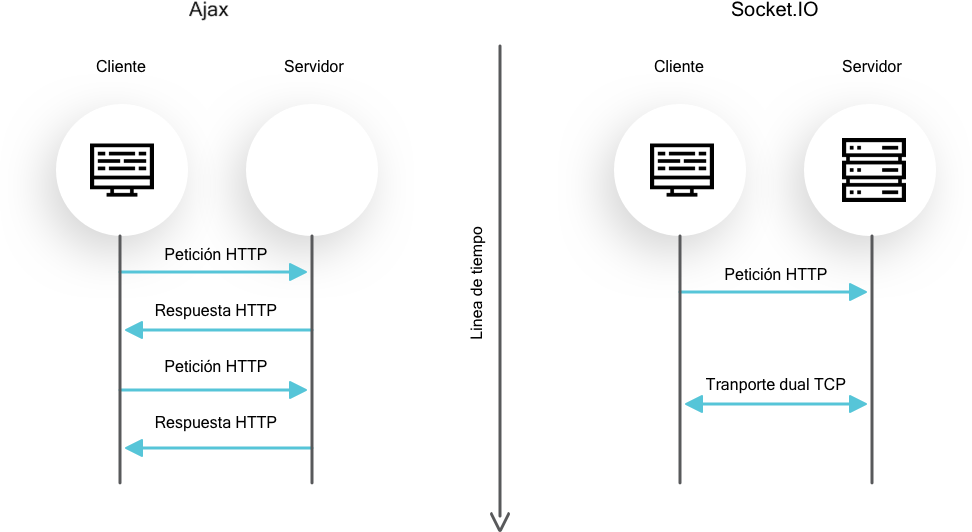 Ajax
Cliente
Servidor
Petición HTTP
Respuesta HTTP
Petición HTTP
Respuesta HTTP
Linea de tiempo
Socket.IO
Cliente
Servidor
Petición HTTP
Tranporte dual TCP